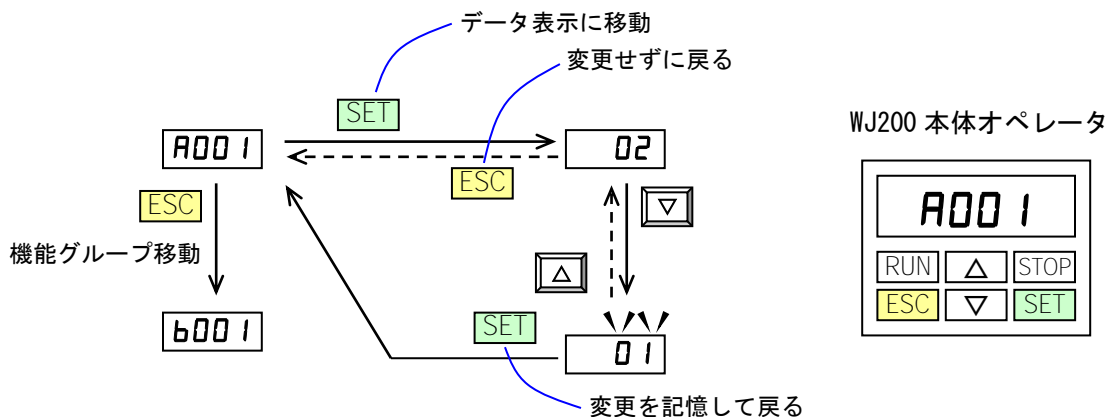 データ表示に移動
変更せずに戻る
SET
WJ200 本体オペレータ
A001
02
ESC
ESC
▽
A001
機能グループ移動
RUN △ STOP
△
ESC ▽ SET
SET
b001
01
変更を記憶して戻る